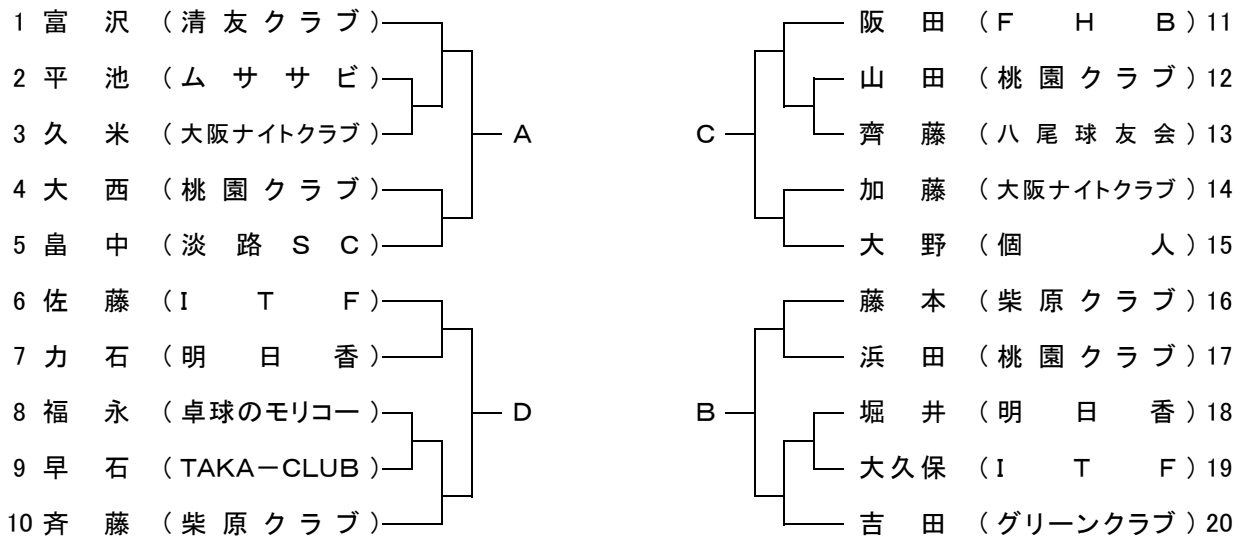 1 富沢 (清友クラブ)
2 平池 (ムササビ)
3 久米 (大阪ナイトクラブ)
A
4 大西 (桃園クラブ)
5 畠中 (淡路SC)
6 佐藤 (ITF)
7 力石 (明日香)
8 福永 (卓球のモリコー)
D
9 早石 (TAKA-CLUB)
10 斉藤 (柴原クラブ)
阪田 (FHB) 11
山田 (桃園クラブ) 12
C
齊藤 (八尾球友会) 13
加藤 (大阪ナイトクラブ) 14
大野 (個人) 15
藤本 (柴原クラブ) 16
浜田 (桃園クラブ) 17
B
堀井 (明日香) 18
大久保 (ITF) 19
吉田 (グリーンクラブ) 20